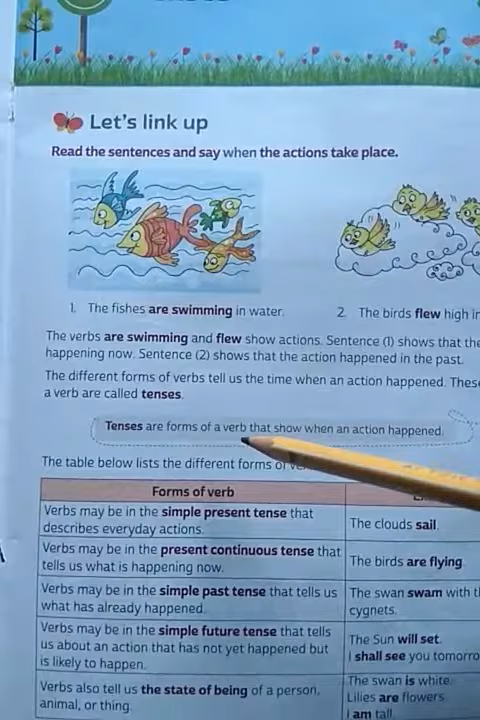 Let's link up
Read the sentences and say when the actions take place.
1. The fishes are swimming in water.
2. The birds flew high in
The verbs are swimming and flew show actions. Sentence (1) shows that the
happening now. Sentence (2) shows that the action happened in the past.
The different forms of verbs tell us the time when an action happened. These
a verb are called tenses.
Tenses are forms of a verb that show when an action happened.
The table below lists the different forms of
Forms of verb
Verbs may be in the simple present tense that
describes everyday actions.
The clouds sail.
Verbs may be in the present continuous tense that
tells us what is happening now.
The birds are flying.
Verbs may be in the simple past tense that tells us
what has already happened.
The swan swam with
cygnets.
Verbs may be in the simple future tense that tells
us about an action that has not yet happened but
is likely to happen.
The Sun will set.
I shall see you
Verbs also tell us the state of being of a person,
animal, or thing.
The swan is white.
Lilies are flowers.
I am tall.